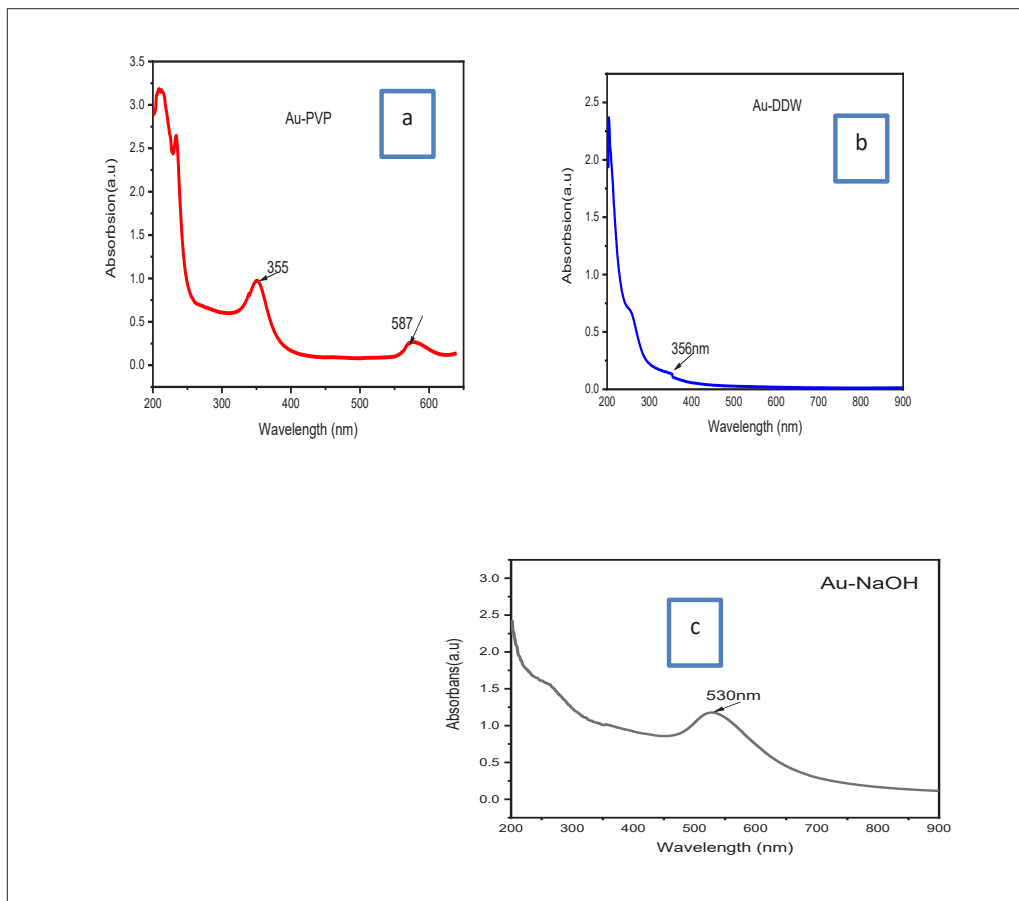 3.5
3.0
2.5
2.0
1.5
1.0
0.5
0.0
200 300 400 500 600
Absorbsion(a.u)
Wavelength (nm)
Au-PVP
a
355
587
2.5
2.0
1.5
1.0
0.5
0.0
200 300 400 500 600 700 800 900
Absorbsion(a.u)
Wavelength (nm)
Au-DDW
b
356nm
3.0
2.5
2.0
1.5
1.0
0.5
0.0
200 300 400 500 600 700 800 900
Absorbans(a.u)
Wavelength (nm)
Au-NaOH
c
530nm